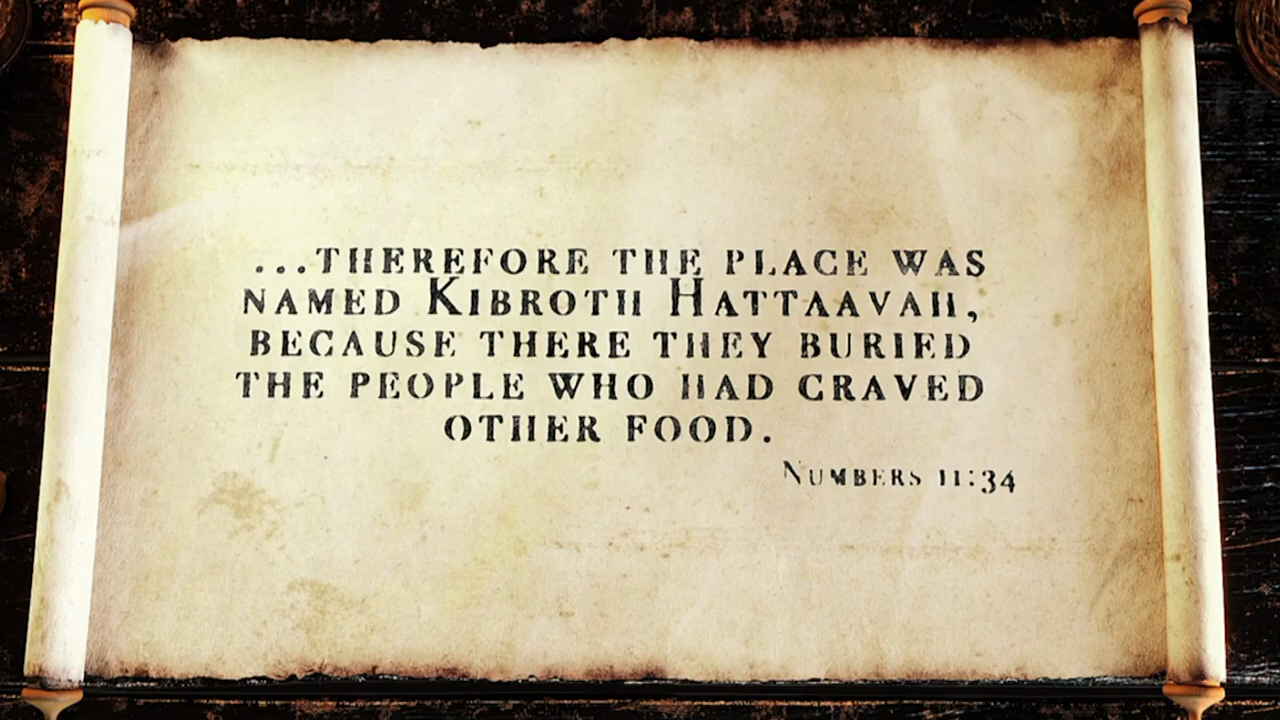 ...THEREFORE THE PLACE WAS
NAMED KIBROTH HATTAAVAH,
BECAUSE THERE THEY BURIED
THE PEOPLE WHO HAD CRAVED
OTHER FOOD.
NUMBERS 11:34